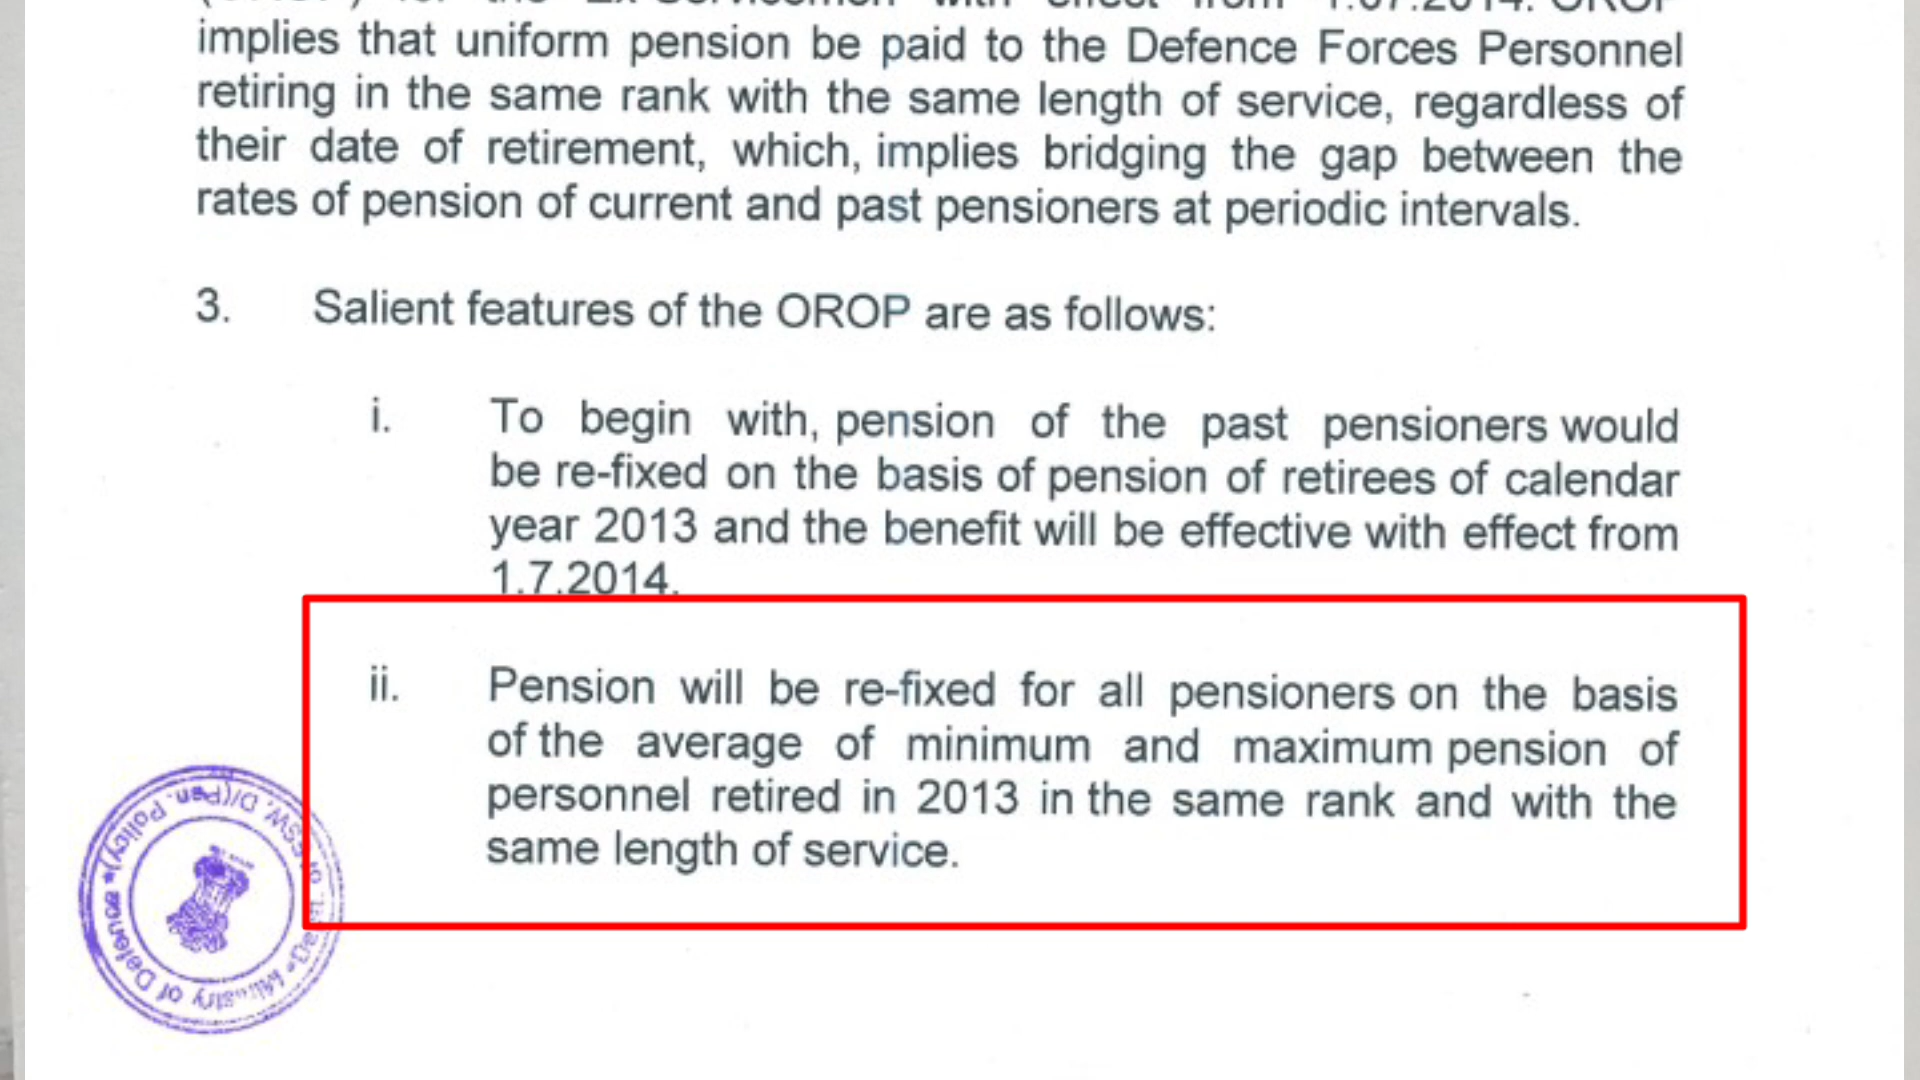 implies that uniform pension be paid to the Defence Forces Personnel
retiring in the same rank with the same length of service, regardless of
their date of retirement, which, implies bridging the gap between the
rates of pension of current and past pensioners at periodic intervals.
3. Salient features of the OROP are as follows:
i. To begin with, pension of the past pensioners would
be re-fixed on the basis of pension of retirees of calendar
year 2013 and the benefit will be effective with effect from
1.7.2014.
ii. Pension will be re-fixed for all pensioners on the basis
of the average of minimum and maximum pension of
personnel retired in 2013 in the same rank and with the
same length of service.
Ministry of Defence
D/(Pen. Policy)